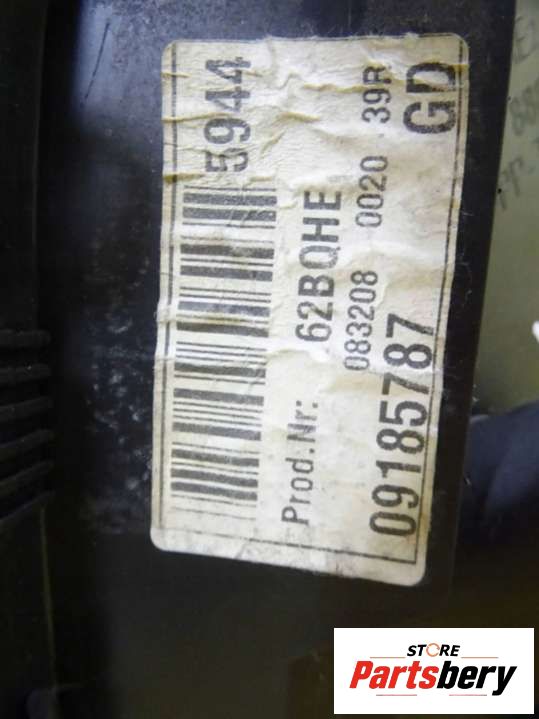 5944
Prod.Nr: 62BQHE
083208 0020 39R
09185787 GD
STORE
Partsbery